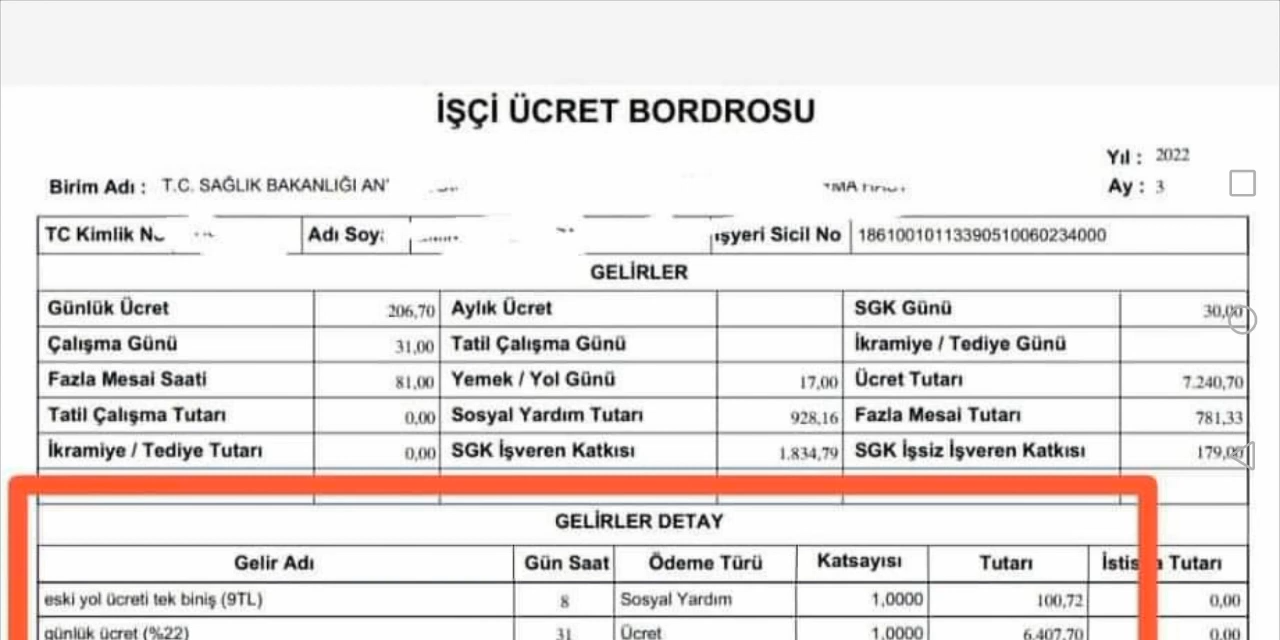 İŞÇİ ÜCRET BORDROSU
Yıl : 2022
Birim Adı : T.C. SAĞLIK BAKANLIĞI
Ay : 3
TC Kimlik Adı İşyeri Sicil No 18610010113390510060234000
GELİRLER
Günlük Ücret 206,70 Aylık Ücret SGK Günü 30,00
Çalışma Günü 31,00 Tatil Çalışma Günü İkramiye / Tediye Günü
Fazla Mesai Saati 81,00 Yemek / Yol Günü 17,00 Ücret Tutarı 7.240,70
Tatil Çalışma Tutarı 0,00 Sosyal Yardım Tutarı 928,16 Fazla Mesai Tutarı 781,33
İkramiye / Tediye Tutarı 0,00 SGK İşveren Katkısı 1.834,79 SGK İşsiz İşveren Katkısı 179,00
GELİRLER DETAY
Gelir Adı Gün Saat Ödeme Türü Katsayısı Tutarı Tutarı
eski yol ücreti tek biniş (9TL) 8 Sosyal Yardım 1,0000 100,72 0,00
günlük ücret (%22) 31 Ücret 1,0000 6.407,70 0,00